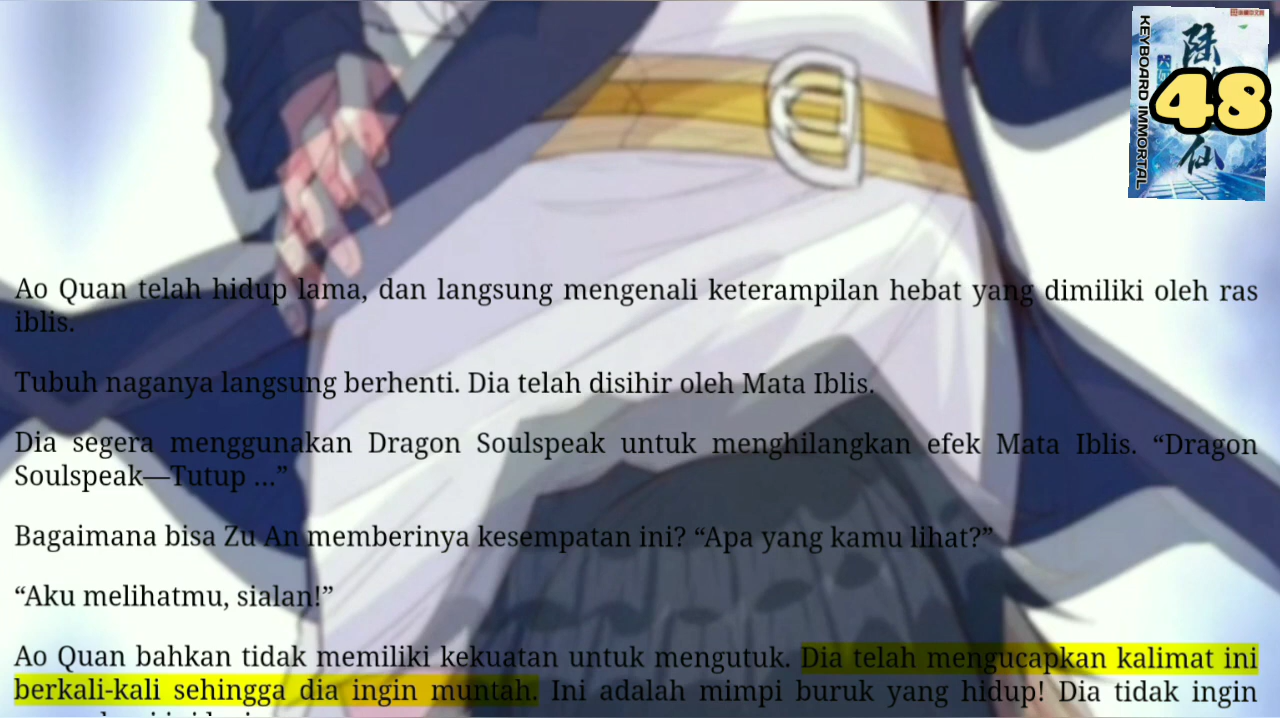 KEYBOARD IMMORTAL
48
Ao Quan telah hidup lama, dan langsung mengenali keterampilan hebat yang dimiliki oleh ras
iblis.
Tubuh naganya langsung berhenti. Dia telah disihir oleh Mata Iblis.
Dia segera menggunakan Dragon Soulspeak untuk menghilangkan efek Mata Iblis. “Dragon
Soulspeak—Tutup ...”
Bagaimana bisa Zu An memberinya kesempatan ini? “Apa yang kamu lihat?”
“Aku melihatmu, sialan!”
Ao Quan bahkan tidak memiliki kekuatan untuk mengutuk. Dia telah mengucapkan kalimat ini
berkali-kali sehingga dia ingin muntah. Ini adalah mimpi buruk yang hidup! Dia tidak ingin